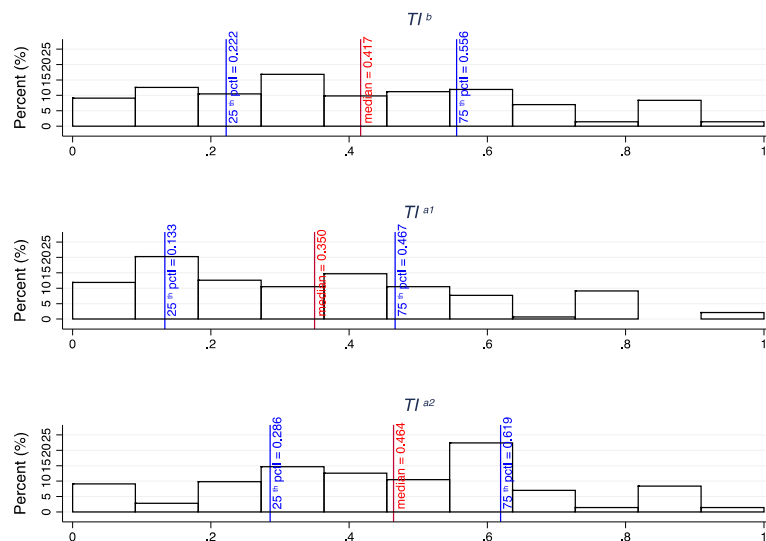 TI b
Percent (%)
25
20
15
10
5
0
25 th pctl = 0.222
median = 0.417
75 th pctl = 0.556
0 .2 .4 .6 .8 1
TI a1
Percent (%)
25
20
15
10
5
0
25 th pctl = 0.133
median = 0.350
75 th pctl = 0.467
0 .2 .4 .6 .8 1
TI a2
Percent (%)
25
20
15
10
5
0
25 th pctl = 0.286
median = 0.464
75 th pctl = 0.619
0 .2 .4 .6 .8 1